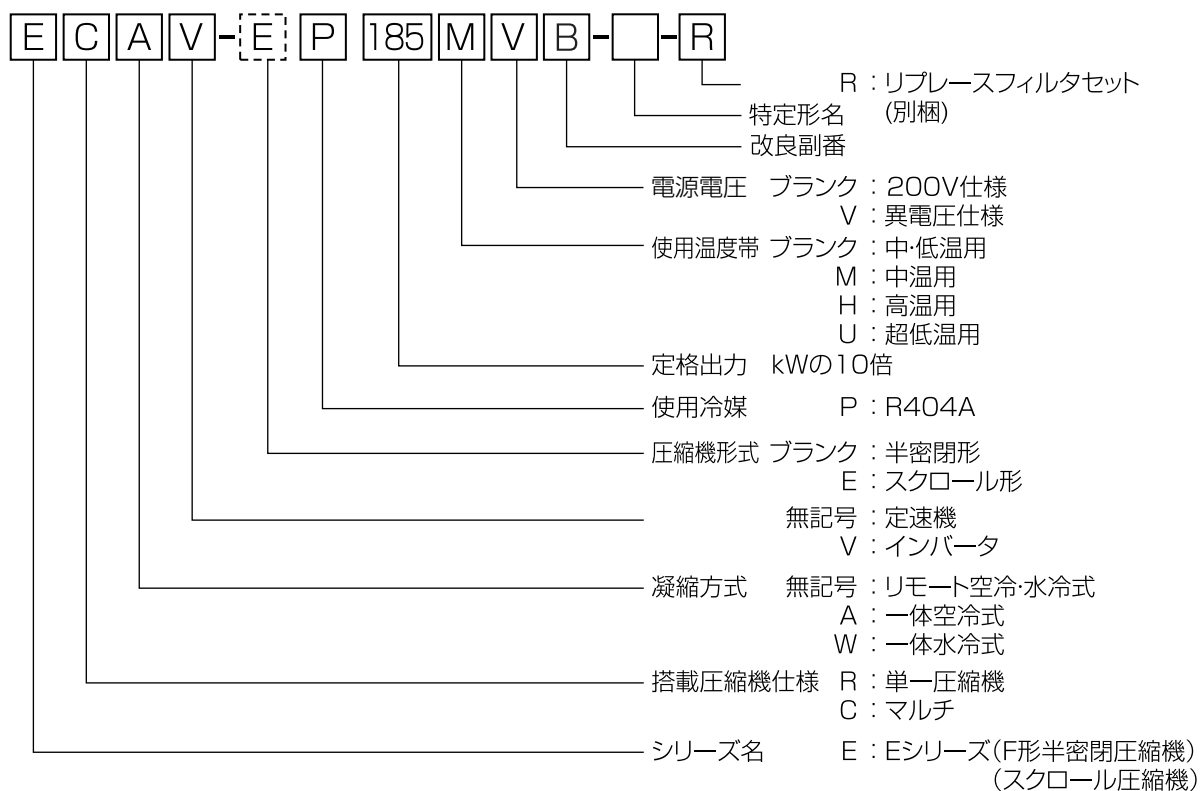 ECAV-EP185MVB-□-R
R：リプレースフィルタセット
特定形名 (別梱)
改良副番
電源電圧 ブランク：200V仕様
V：異電圧仕様
使用温度帯 ブランク：中・低温用
M：中温用
H：高温用
U：超低温用
定格出力 kWの10倍
使用冷媒 P：R404A
圧縮機形式 ブランク：半密閉形
E：スクロール形
無記号：定速機
V：インバータ
凝縮方式 無記号：リモート空冷・水冷式
A：一体空冷式
W：一体水冷式
搭載圧縮機仕様 R：単一圧縮機
C：マルチ
シリーズ名 E：Eシリーズ(F形半密閉圧縮機)
(スクロール圧縮機)